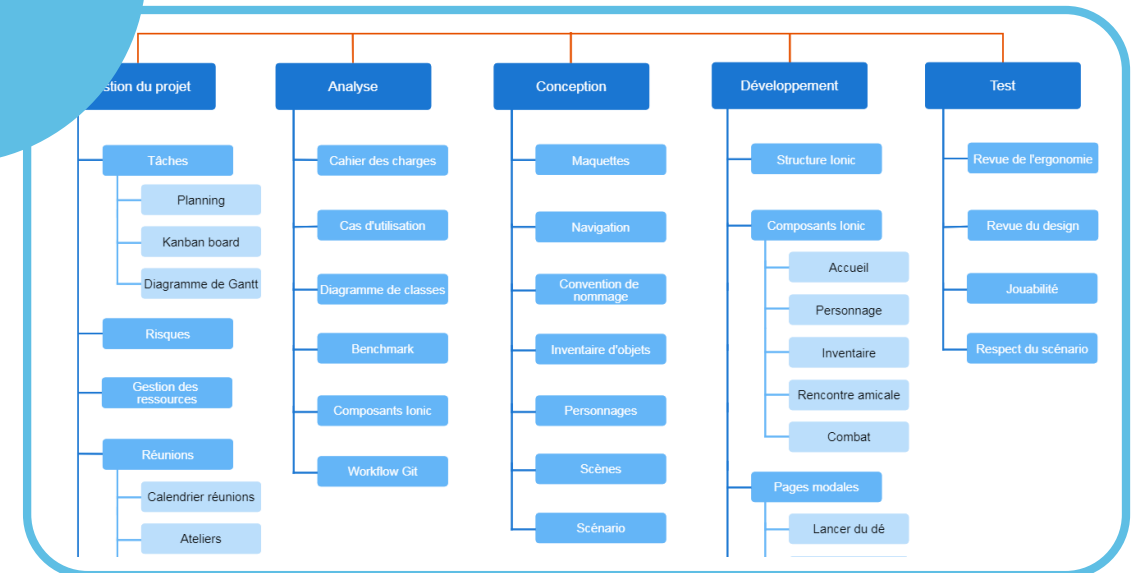 stion du projet
Tâches
Planning
Kanban board
Diagramme de Gantt
Risques
Gestion des
ressources
Réunions
Calendrier réunions
Ateliers
Analyse
Cahier des charges
Cas d'utilisation
Diagramme de classes
Benchmark
Composants Ionic
Workflow Git
Conception
Maquettes
Navigation
Convention de
nommage
Inventaire d'objets
Personnages
Scènes
Scénario
Développement
Structure Ionic
Composants Ionic
Accueil
Personnage
Inventaire
Rencontre amicale
Combat
Pages modales
Lancer du dé
Test
Revue de l'ergonomie
Revue du design
Jouabilité
Respect du scénario